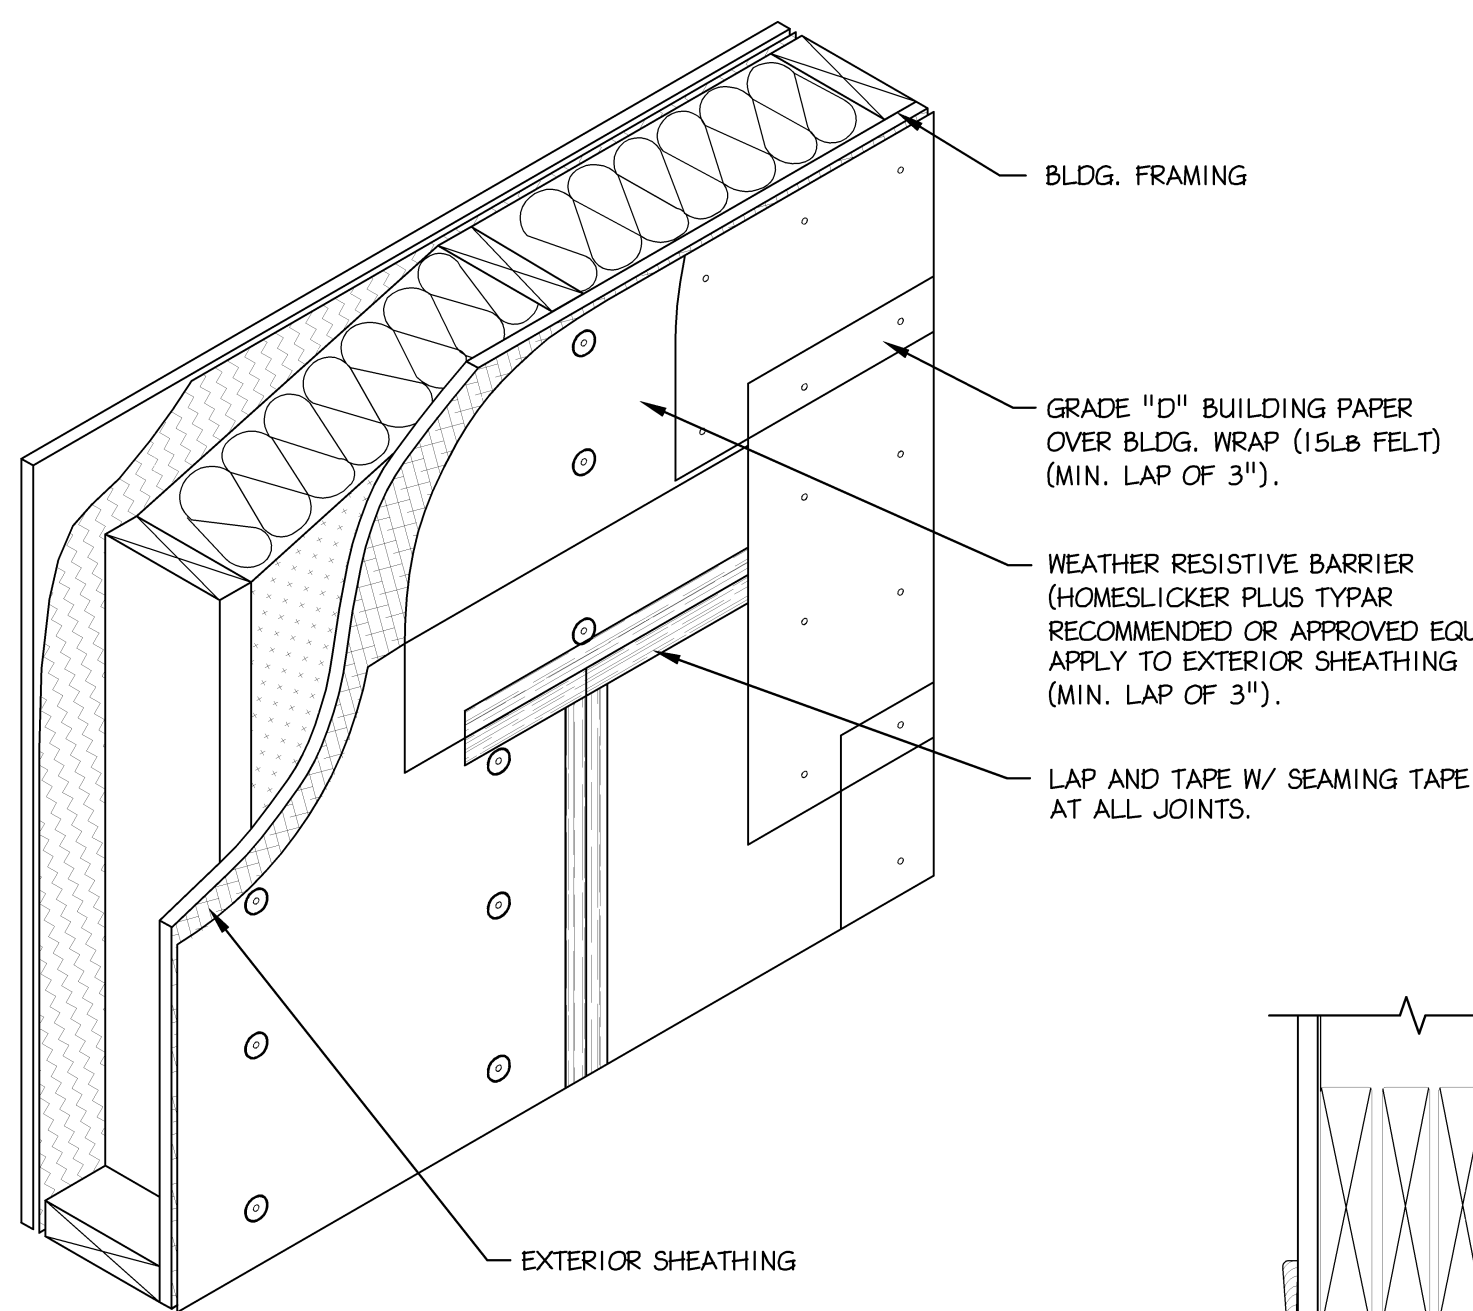 BLDG. FRAMING
GRADE "D" BUILDING PAPER
OVER BLDG. WRAP (15LB FELT)
(MIN. LAP OF 3").
WEATHER RESISTIVE BARRIER
(HOMESLICKER PLUS TYPAR
RECOMMENDED OR APPROVED
APPLY TO EXTERIOR SHEATHING
(MIN. LAP OF 3").
LAP AND TAPE W/ SEAMING TAPE
AT ALL JOINTS.
EXTERIOR SHEATHING